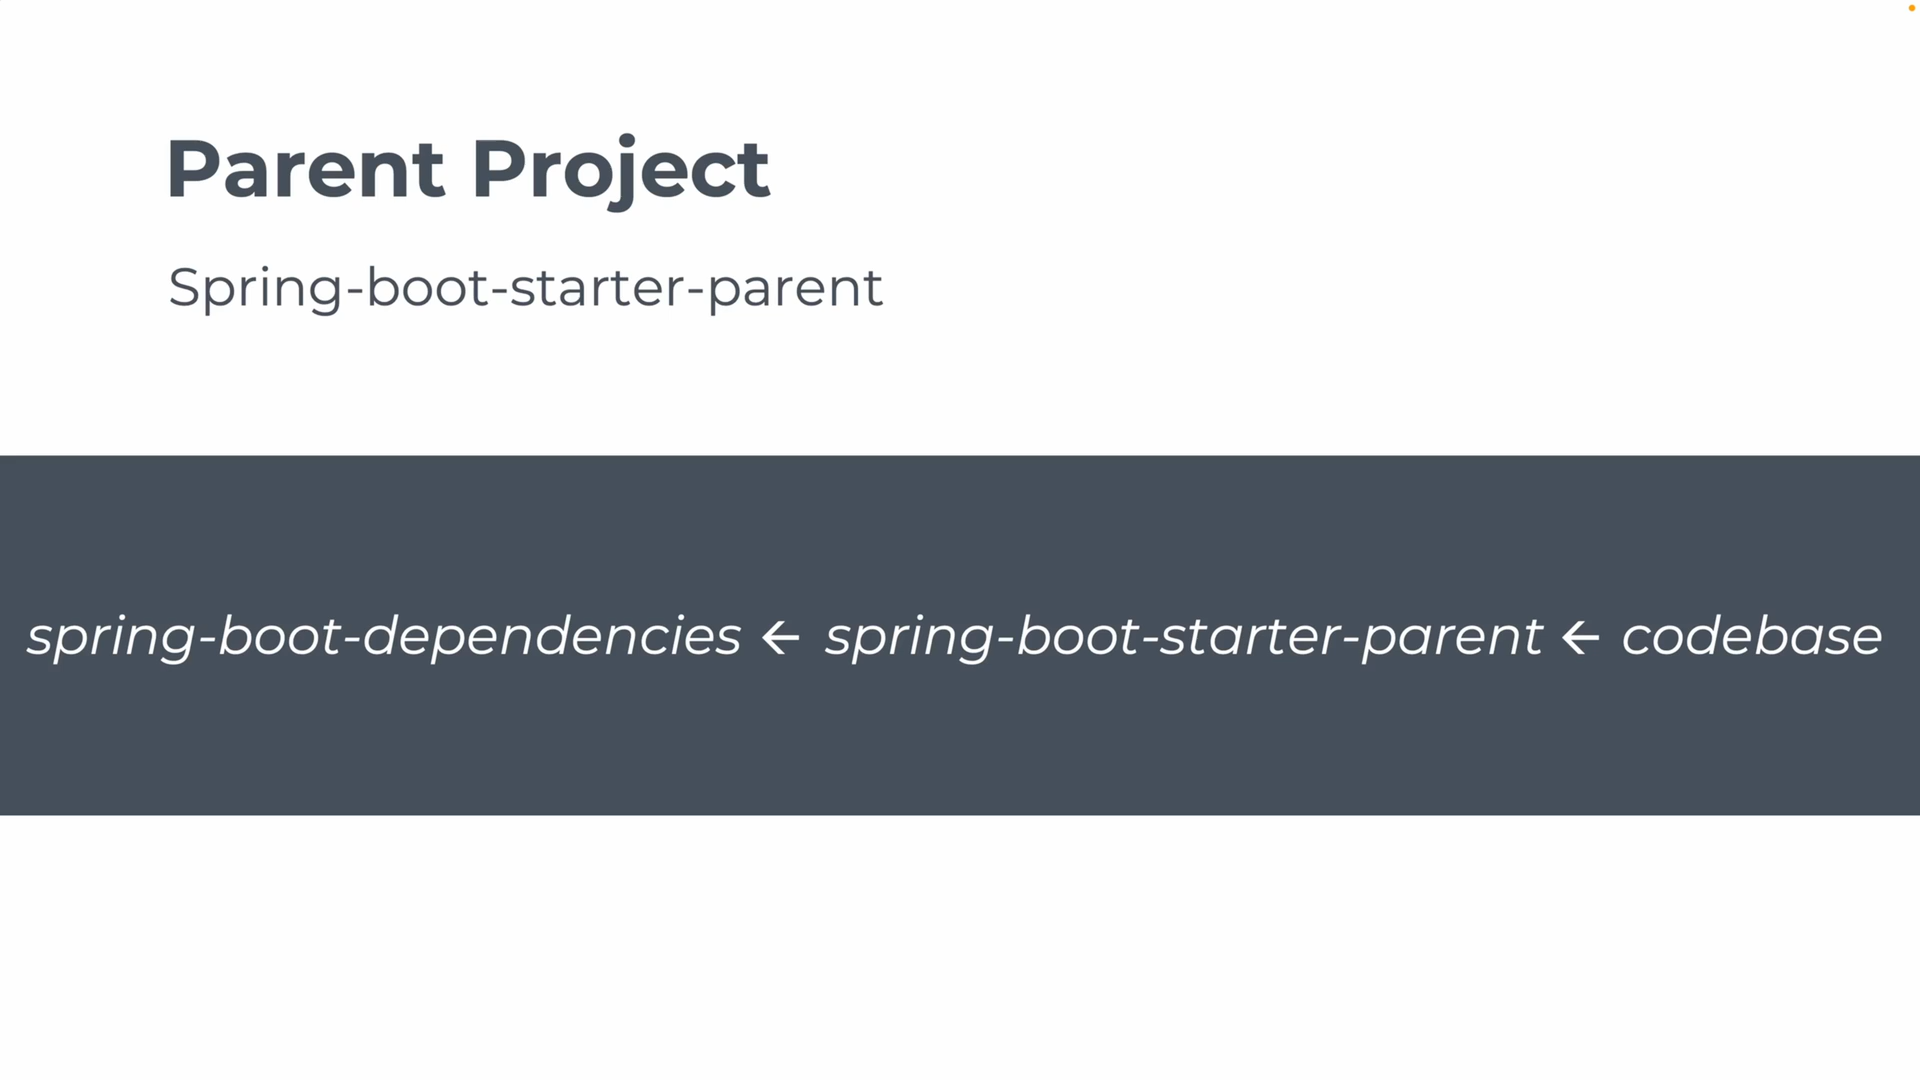 Parent Project
Spring-boot-starter-parent
spring-boot-dependencies ← spring-boot-starter-parent ← codebase